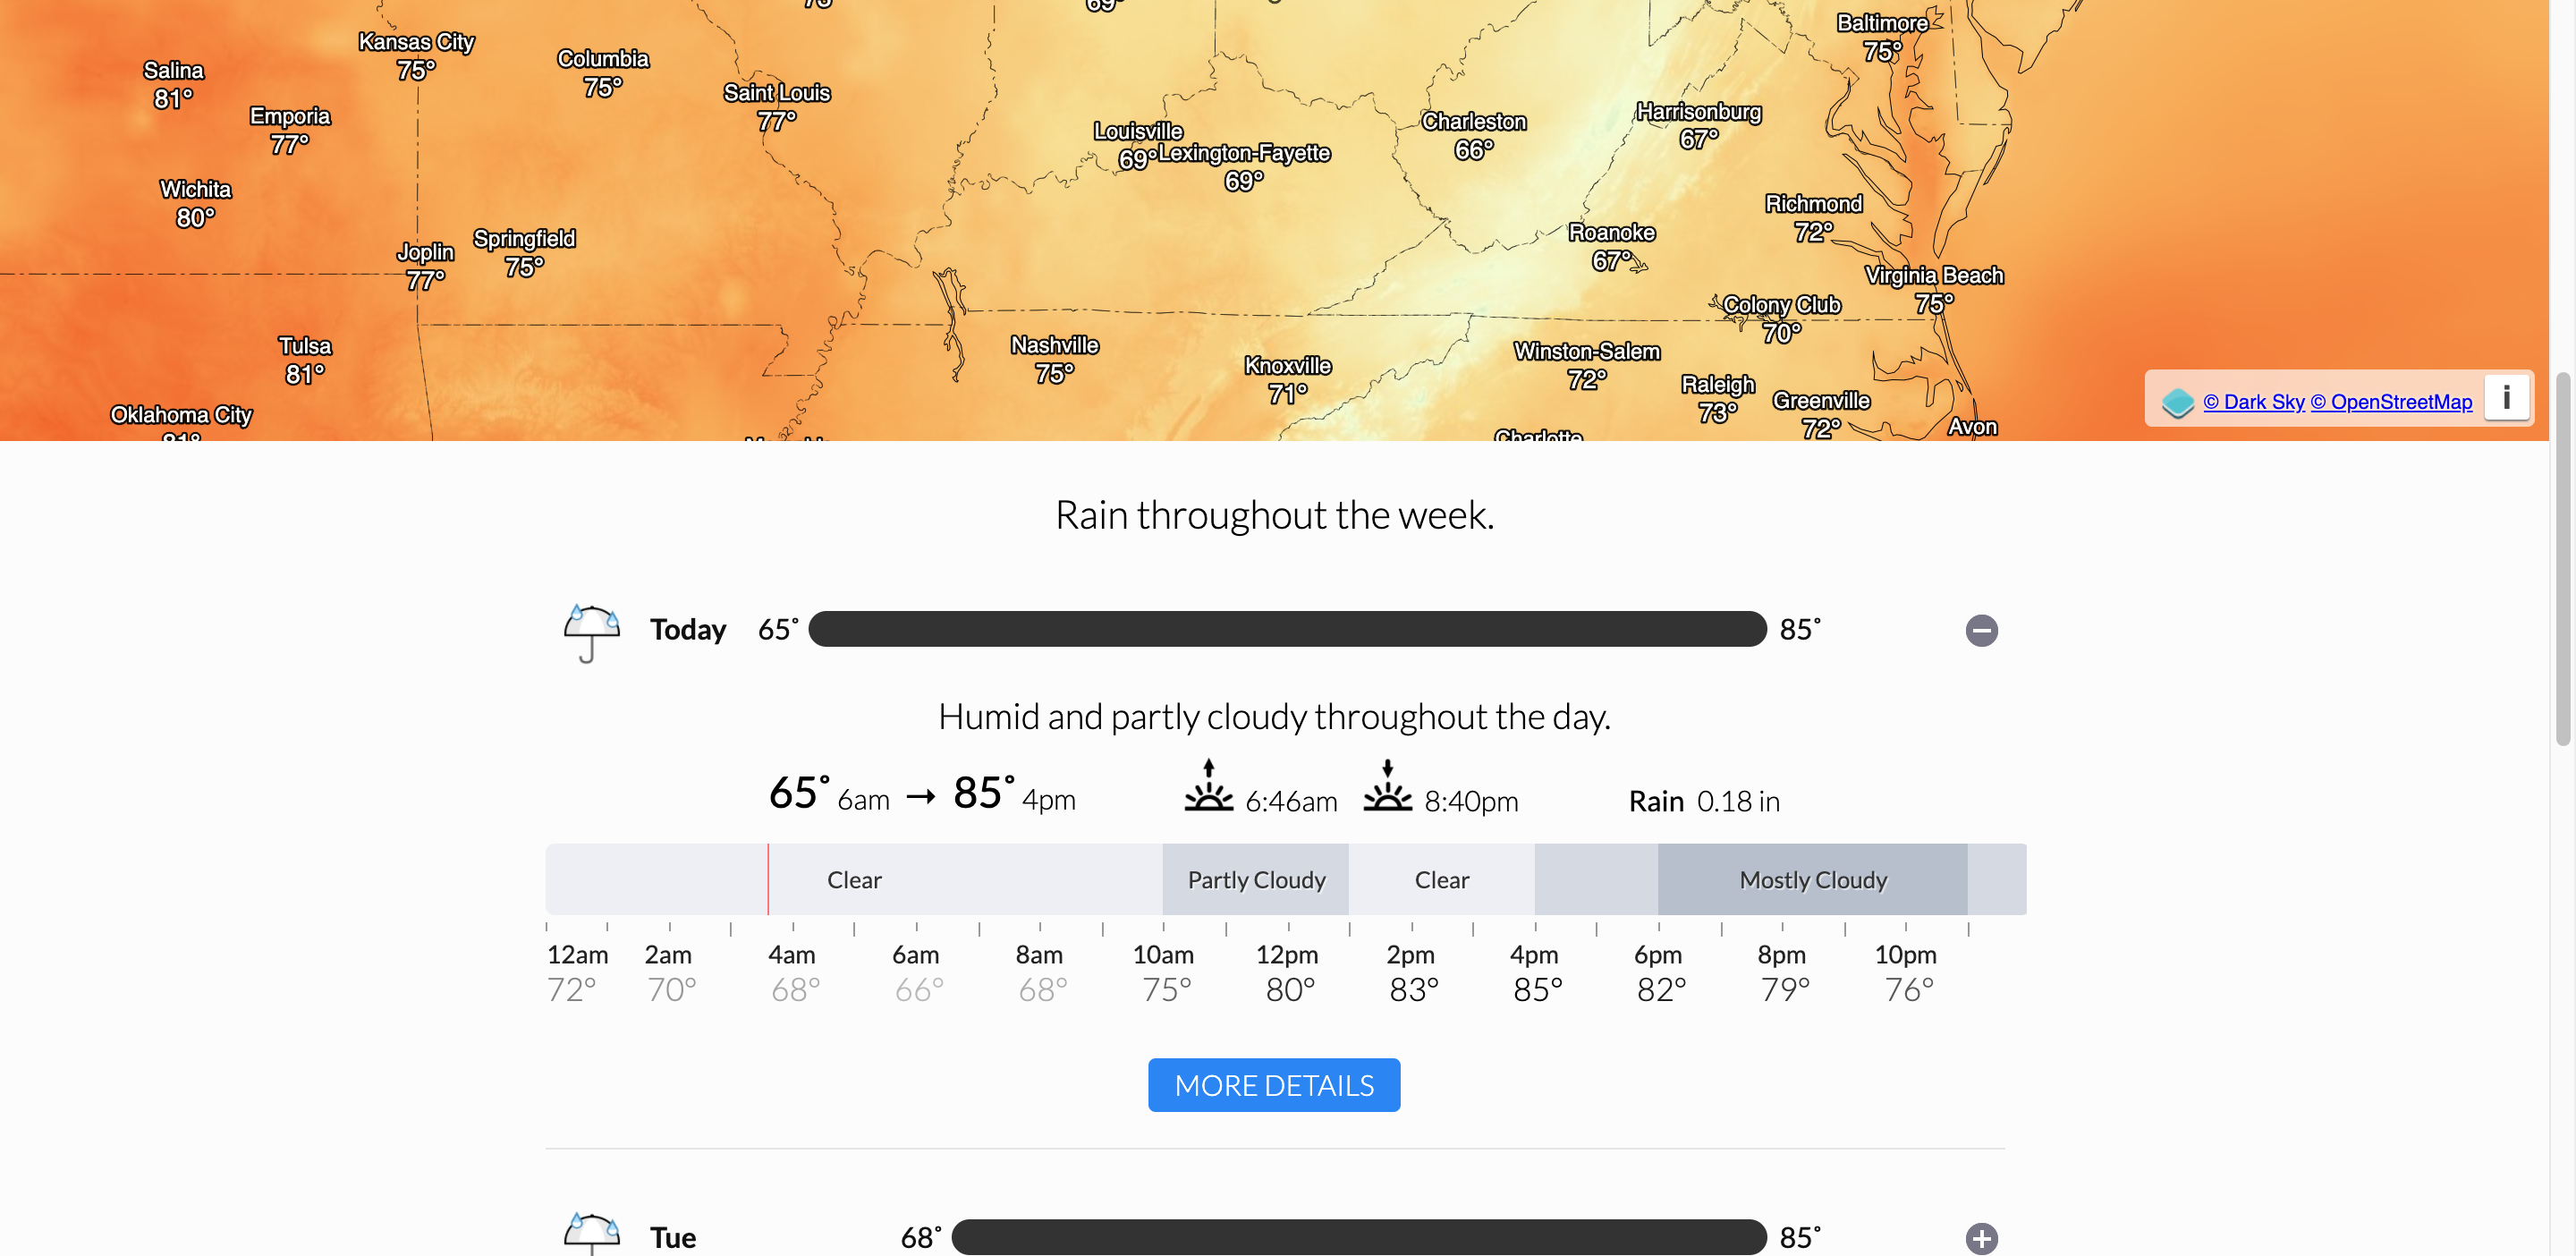 Baltimore
75°
Kansas City
75°
Columbia
75°
Salina
81°
Saint Louis
77°
Emporia
77°
Harrisonburg
67°
Charleston
66°
Louisville
69°
Lexington-Fayette
69°
Wichita
80°
Richmond
72°
Roanoke
67°
Springfield
75°
Joplin
77°
Virginia Beach
75°
Colony Club
70°
Tulsa
81°
Nashville
75°
Knoxville
71°
Winston-Salem
72°
Raleigh
73°
Greenville
72°
Oklahoma City
Avon
Charlotte
© Dark Sky © OpenStreetMap i
Rain throughout the week.
Today 65° 85°
Humid and partly cloudy throughout the day.
65° 6am → 85° 4pm 6:46am 8:40pm Rain 0.18 in
Clear Partly Cloudy Clear Mostly Cloudy
12am 2am 4am 6am 8am 10am 12pm 2pm 4pm 6pm 8pm 10pm
72° 70° 68° 66° 68° 75° 80° 83° 85° 82° 79° 76°
MORE DETAILS
Tue 68° 85°